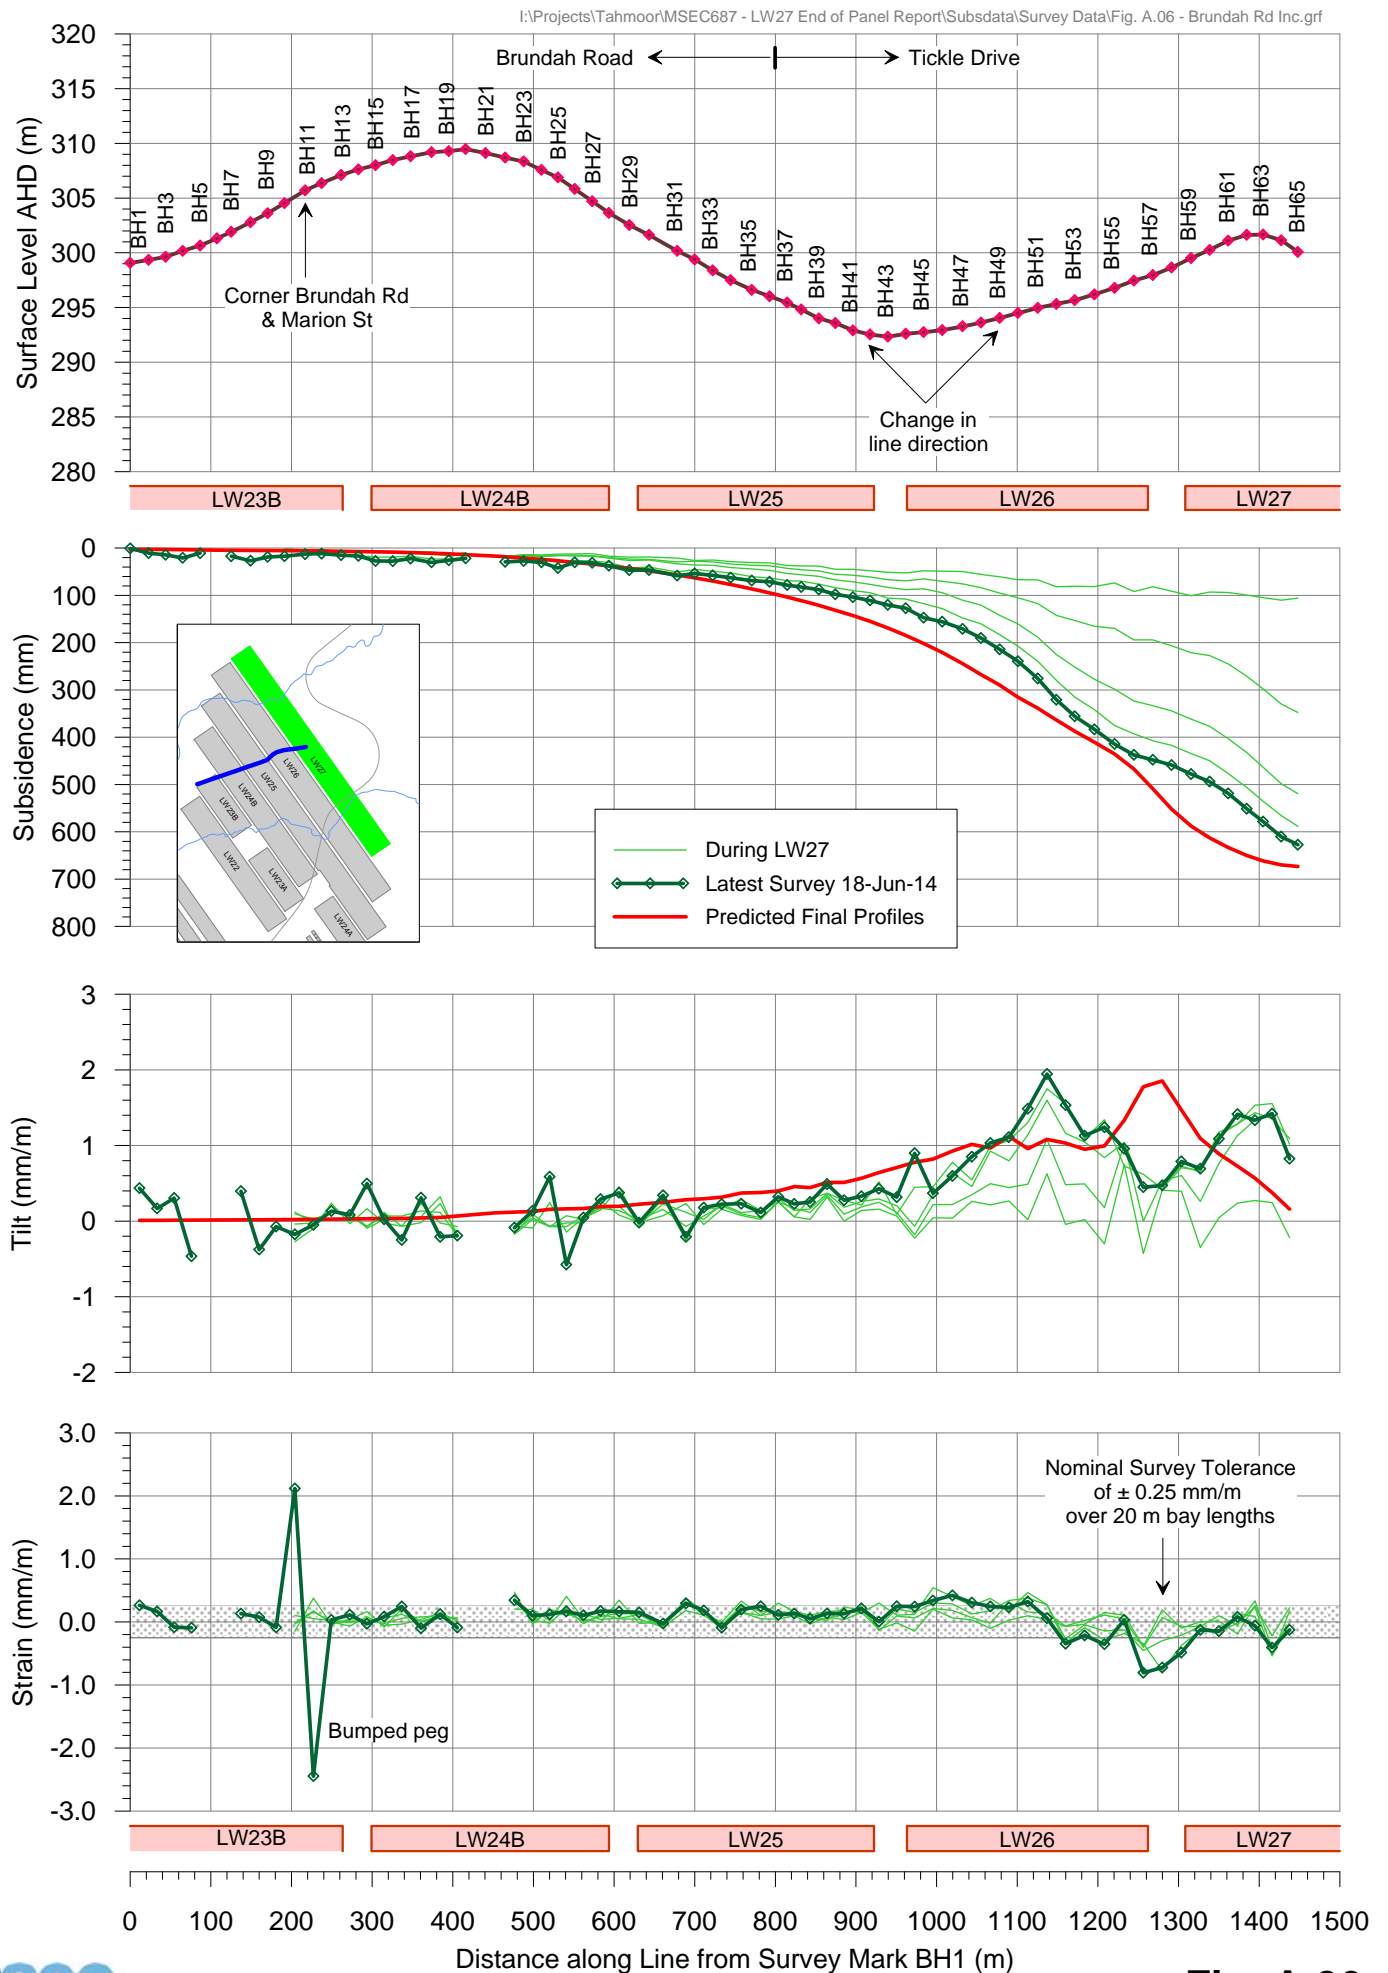 I:\Projects\Tahmoor\MSEC687 - LW27 End of Panel Report\Subsdata\Survey Data\Fig. A.06 - Brundah Rd Inc.grf
320
315
310
305
300
295
290
285
280
Surface Level AHD (m)
Brundah Road
Tickle Drive
BH1
BH3
BH5
BH7
BH9
BH11
BH13
BH15
BH17
BH19
BH21
BH23
BH25
BH27
BH29
BH31
BH33
BH35
BH37
BH39
BH41
BH43
BH45
BH47
BH49
BH51
BH53
BH55
BH57
BH59
BH61
BH63
BH65
Corner Brundah Rd
& Marion St
Change in
line direction
LW23B
LW24B
LW25
LW26
LW27
0
100
200
300
400
500
600
700
800
Subsidence (mm)
LW27
LW26
LW25
LW24B
LW23B
LW22
LW23A
LW24A
During LW27
Latest Survey 18-Jun-14
Predicted Final Profiles
3
2
1
0
-1
-2
Tilt (mm/m)
3.0
2.0
1.0
0.0
-1.0
-2.0
-3.0
Strain (mm/m)
Nominal Survey Tolerance
of ± 0.25 mm/m
over 20 m bay lengths
Bumped peg
LW23B
LW24B
LW25
LW26
LW27
0 100 200 300 400 500 600 700 800 900 1000 1100 1200 1300 1400 1500
Distance along Line from Survey Mark BH1 (m)